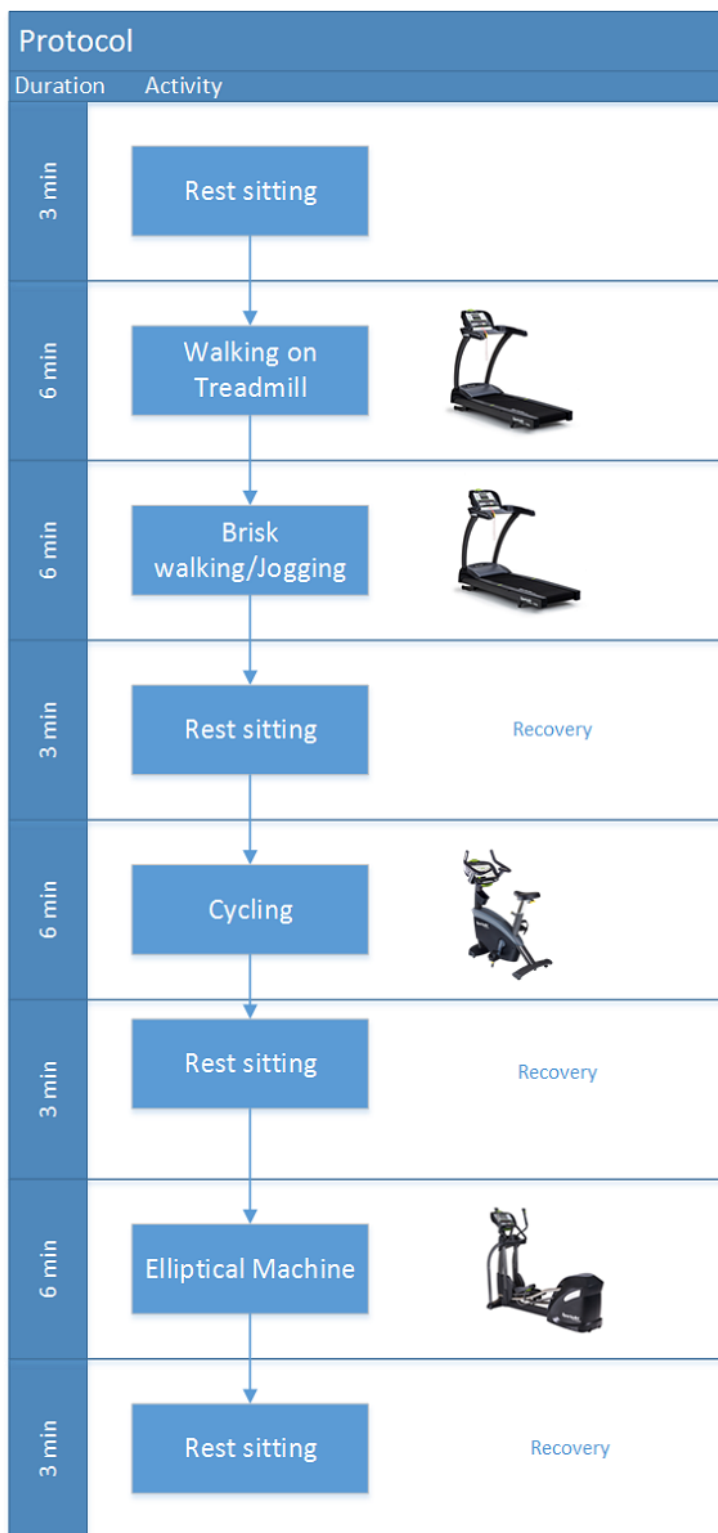 Protocol
Duration Activity
3 min
Rest sitting
6 min
Walking on
Treadmill
6 min
Brisk
walking/Jogging
3 min
Rest sitting
Recovery
6 min
Cycling
3 min
Rest sitting
Recovery
6 min
Elliptical Machine
3 min
Rest sitting
Recovery